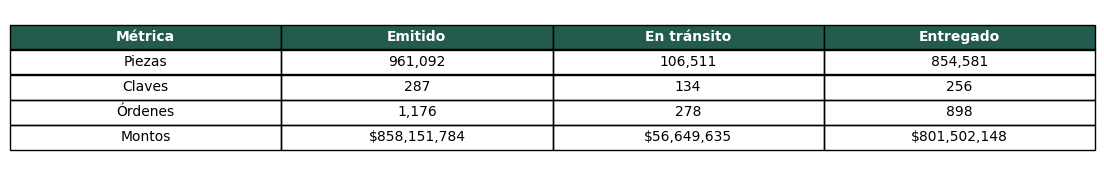 Métrica Emitido En tránsito Entregado
Piezas 961,092 106,511 854,581
Claves 287 134 256
Órdenes 1,176 278 898
Montos $858,151,784 $56,649,635 $801,502,148